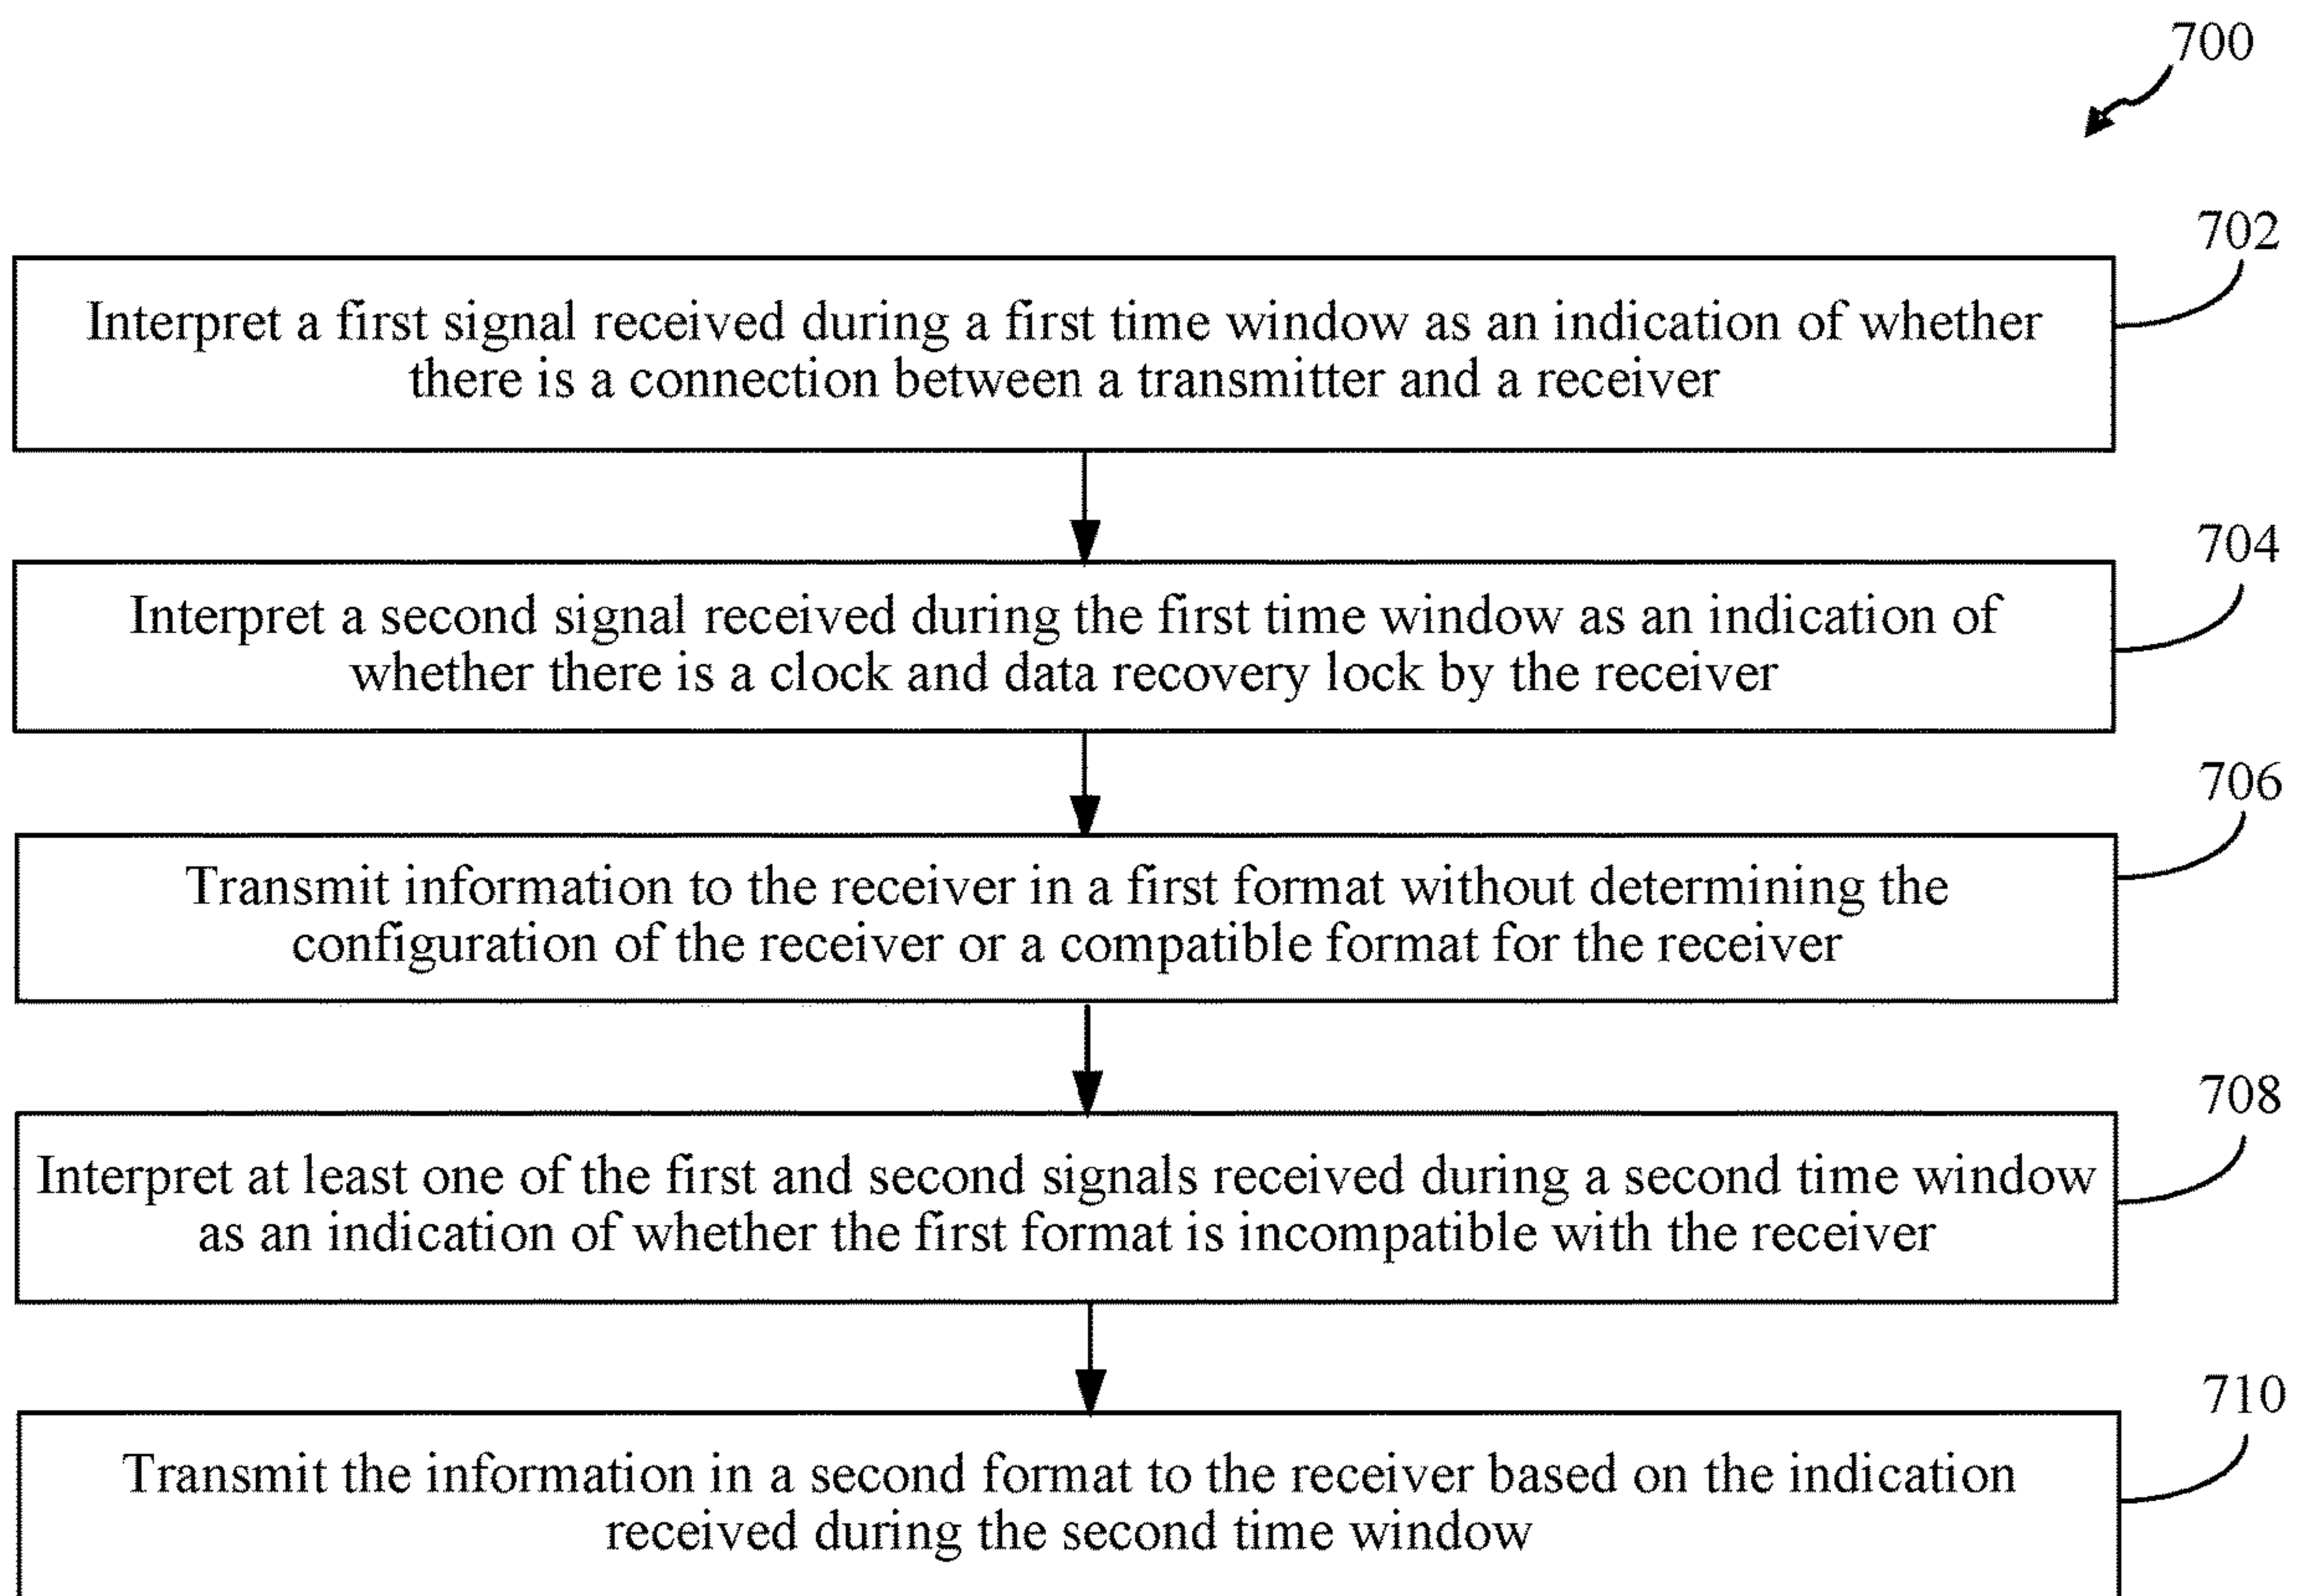 700
702
Interpret a first signal received during a first time window as an indication of whether
there is a connection between a transmitter and a receiver
704
Interpret a second signal received during the first time window as an indication of
whether there is a clock and data recovery lock by the receiver
706
Transmit information to the receiver in a first format without determining the
configuration of the receiver or a compatible format for the receiver
708
Interpret at least one of the first and second signals received during a second time window
as an indication of whether the first format is incompatible with the receiver
710
Transmit the information in a second format to the receiver based on the indication
received during the second time window